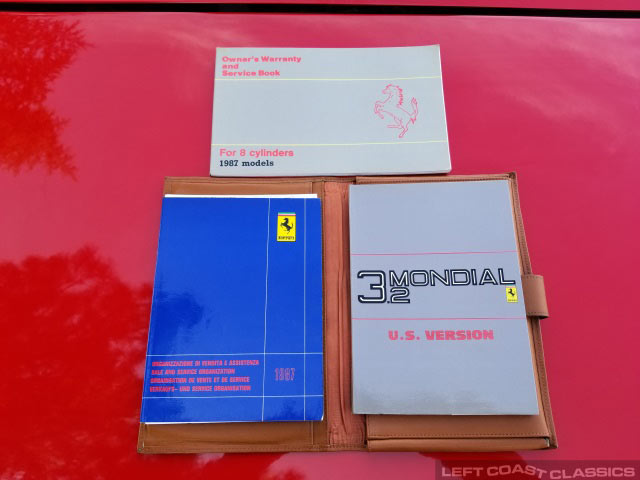 Owner's Warranty
and
Service Book
For 8 cylinders
1987 models
FERRARI
ORGANIZZAZIONE DI VENDITA E ASSISTENZA
SALE AND SERVICE ORGANIZATION
ORGANISATION DE VENTE ET DE SERVICE
VERKAUFS- UND SERVICE ORGANISATION
1987
3.2 MONDIAL
U.S. VERSION
LEFT COAST CLASSICS